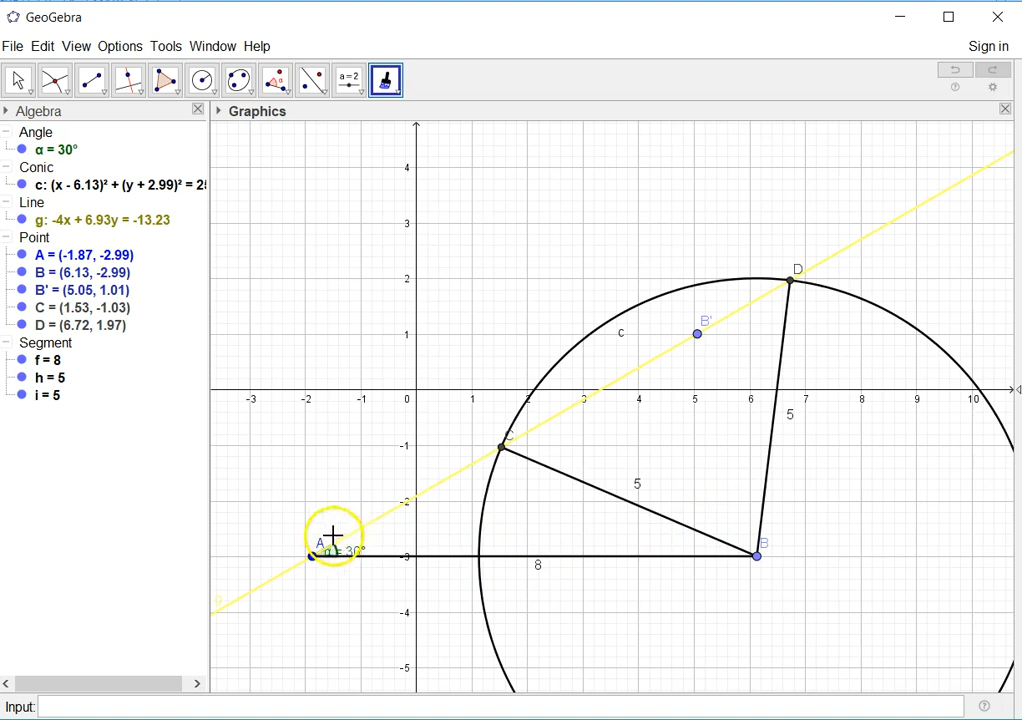 GeoGebra
File Edit View Options Tools Window Help
Sign in
a=2
Algebra
Graphics
Angle
α = 30°
Conic
c: (x - 6.13)² + (y + 2.99)² = 2
Line
g: -4x + 6.93y = -13.23
Point
A = (-1.87, -2.99)
B = (6.13, -2.99)
B' = (5.05, 1.01)
C = (1.53, -1.03)
D = (6.72, 1.97)
Segment
f = 8
h = 5
i = 5
4
3
D
2
B'
c
1
-3 -2 -1 0 1 2 3 4 5 6 7 8 9 10
5
C
-1
5
-2
A
α = 30°
B
-3
8
g
-4
-5
Input: